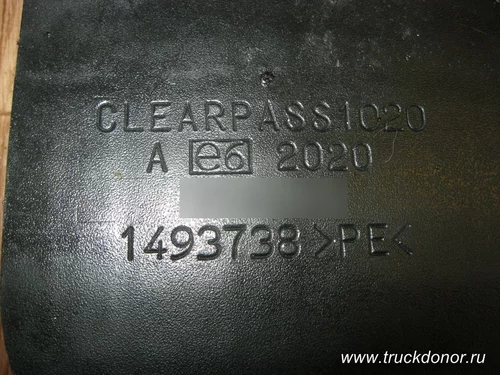 CLEARPASS1020
A e6 2020
1493738 >PE<
www.truckdonor.ru